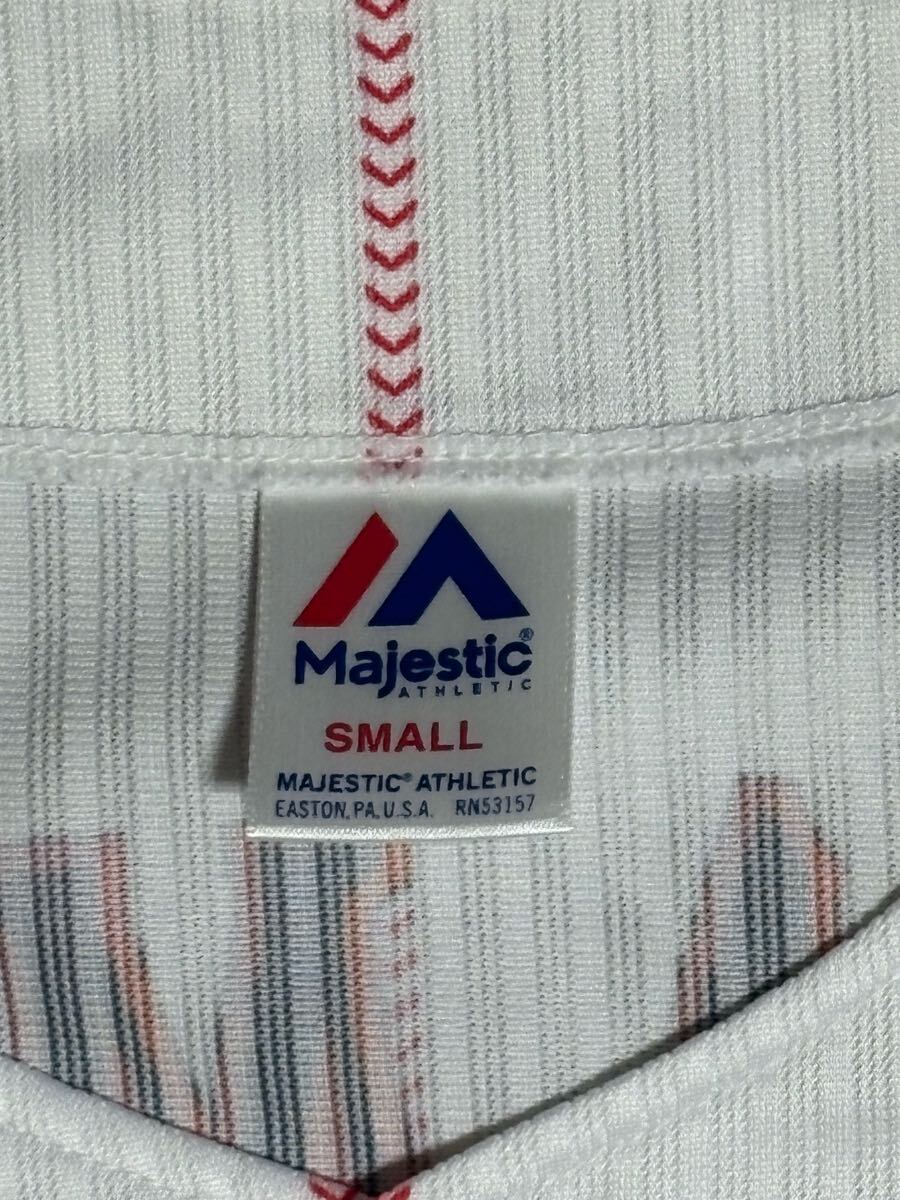 Majestic®
ATHLETIC
SMALL
MAJESTIC® ATHLETIC
EASTON, PA. U.S.A. RN53157